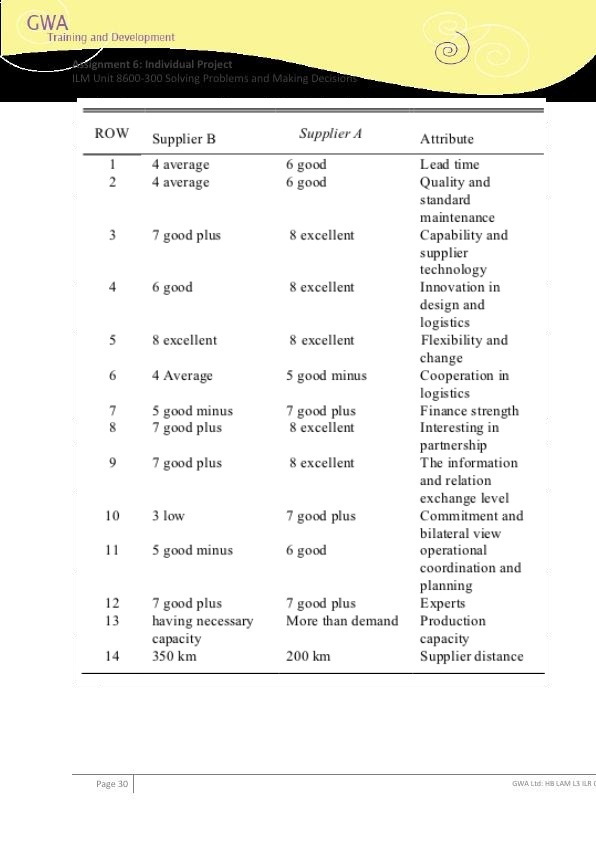 GWA
Training and Development
Assignment 6: Individual Project
ILM Unit 8600-300 Solving Problems and Making Decisions
ROW Supplier B Supplier A Attribute
1 4 average 6 good Lead time
2 4 average 6 good Quality and
standard
maintenance
3 7 good plus 8 excellent Capability and
supplier
technology
4 6 good 8 excellent Innovation in
design and
logistics
5 8 excellent 8 excellent Flexibility and
change
6 4 Average 5 good minus Cooperation in
logistics
7 5 good minus 7 good plus Finance strength
8 7 good plus 8 excellent Interesting in
partnership
9 7 good plus 8 excellent The information
and relation
exchange level
10 3 low 7 good plus Commitment and
bilateral view
11 5 good minus 6 good operational
coordination and
planning
12 7 good plus 7 good plus Experts
13 having necessary More than demand Production
capacity capacity
14 350 km 200 km Supplier distance
Page 30
GWA Ltd: HB LAM L3 ILR